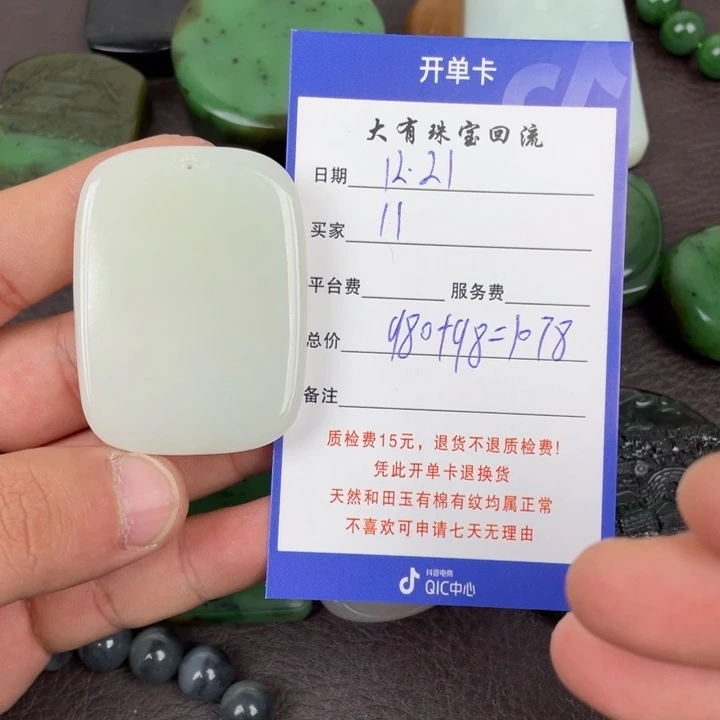 开单卡
大有珠宝回流
日期 12.21
买家 11
平台费 服务费
总价 980+98=1078
备注
质检费15元，退货不退质检费!
凭此开单卡退换货
天然和田玉有棉有纹均属正常
不喜欢可申请七天无理由
抖音电商
QIC中心